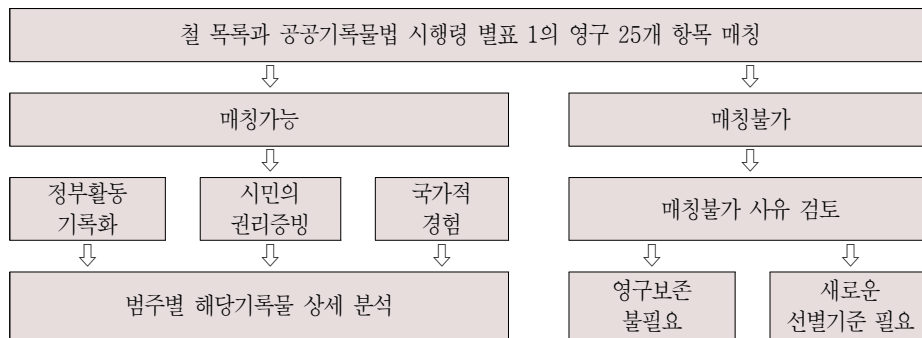 철 목록과 공공기록물법 시행령 별표 1의 영구 25개 항목 매칭
매칭가능
매칭불가
정부활동
기록화
시민의
권리증빙
국가적
경험
매칭불가 사유 검토
범주별 해당기록물 상세 분석
영구보존
불필요
새로운
선별기준 필요